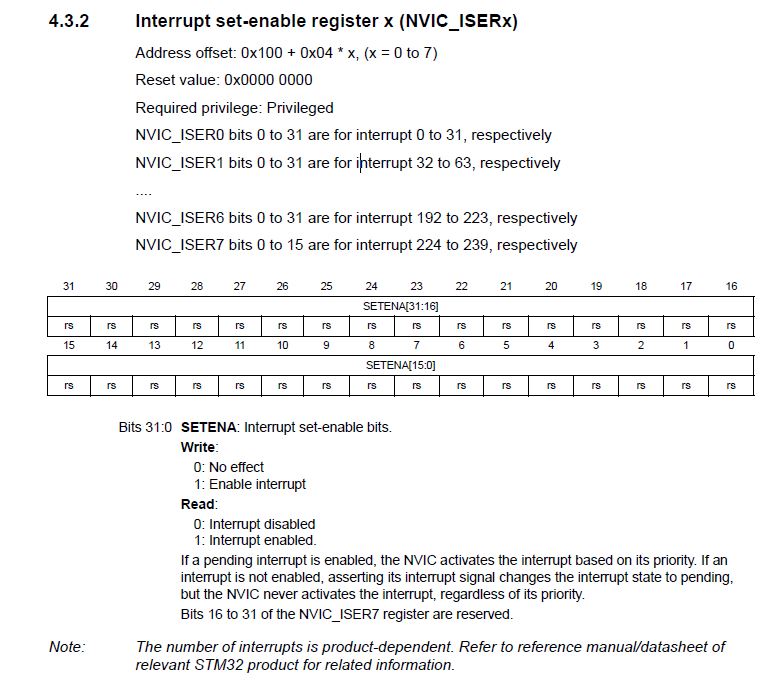 4.3.2 Interrupt set-enable register x (NVIC_ISERx)
Address offset: 0x100 + 0x04 * x, (x = 0 to 7)
Reset value: 0x0000 0000
Required privilege: Privileged
NVIC_ISER0 bits 0 to 31 are for interrupt 0 to 31, respectively
NVIC_ISER1 bits 0 to 31 are for interrupt 32 to 63, respectively
....
NVIC_ISER6 bits 0 to 31 are for interrupt 192 to 223, respectively
NVIC_ISER7 bits 0 to 15 are for interrupt 224 to 239, respectively
31 30 29 28 27 26 25 24 23 22 21 20 19 18 17 16
SETENA[31:16]
rs rs rs rs rs rs rs rs rs rs rs rs rs rs rs rs
15 14 13 12 11 10 9 8 7 6 5 4 3 2 1 0
SETENA[15:0]
rs rs rs rs rs rs rs rs rs rs rs rs rs rs rs rs
Bits 31:0 SETENA: Interrupt set-enable bits.
Write:
0: No effect
1: Enable interrupt
Read:
0: Interrupt disabled
1: Interrupt enabled.
If a pending interrupt is enabled, the NVIC activates the interrupt based on its priority. If an
interrupt is not enabled, asserting its interrupt signal changes the interrupt state to pending,
but the NVIC never activates the interrupt, regardless of its priority.
Bits 16 to 31 of the NVIC_ISER7 register are reserved.
Note: The number of interrupts is product-dependent. Refer to reference manual/datasheet of
relevant STM32 product for related information.